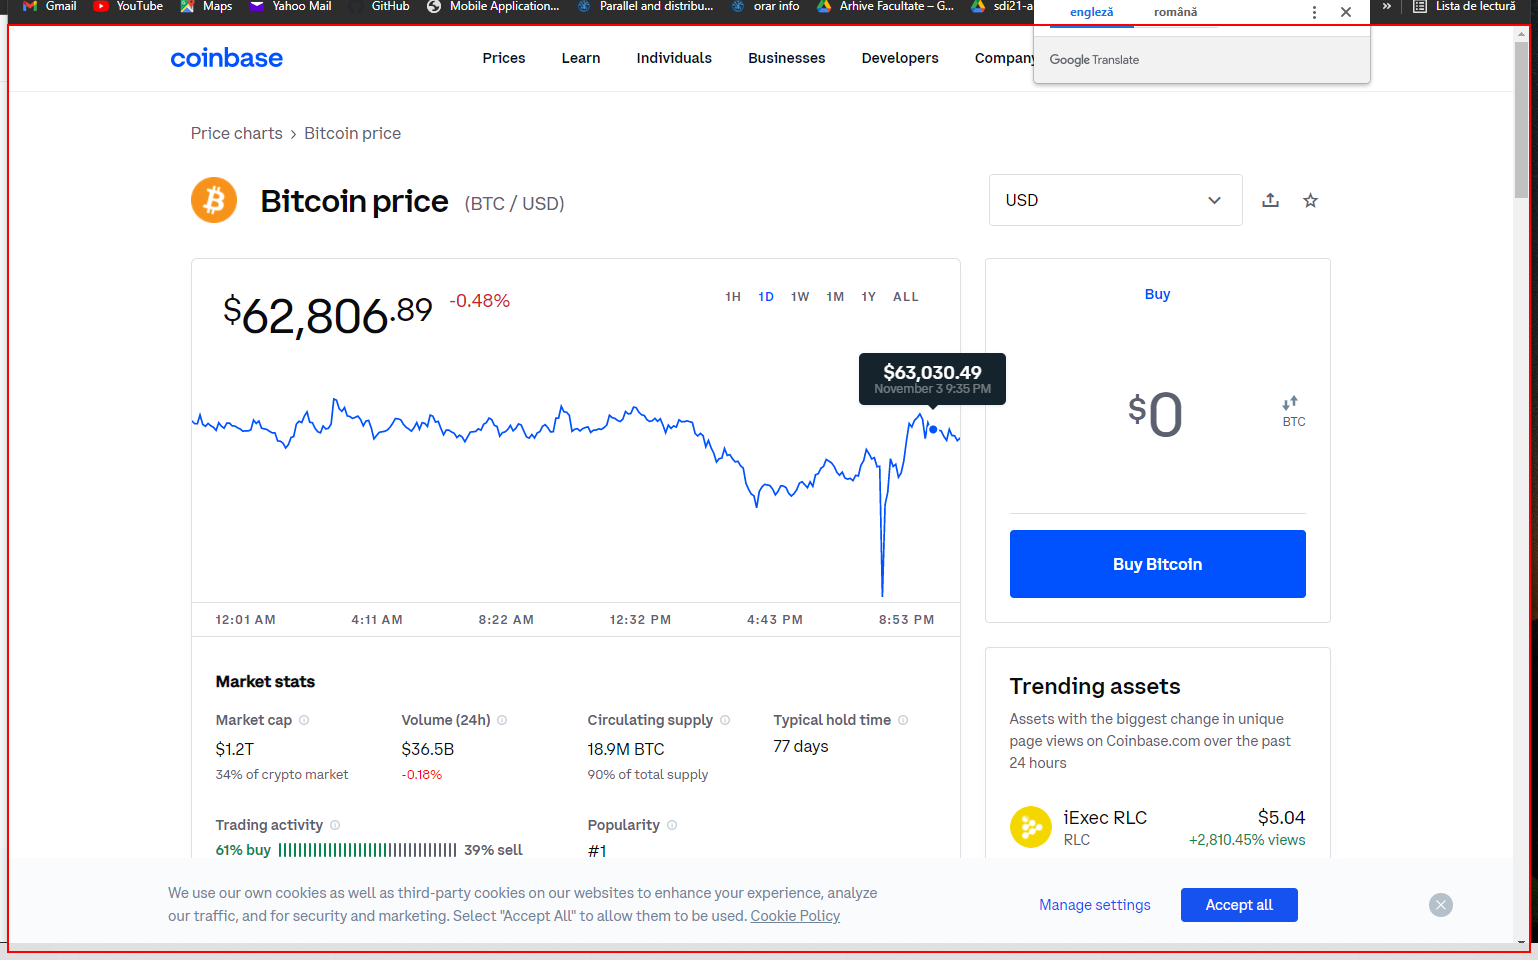 Gmail YouTube Maps Yahoo Mail GitHub Mobile Application... Parallel and distribu... orar info Arhive Facultate – G... sdi21-a » Lista de lectură
engleză română
Google Translate
coinbase Prices Learn Individuals Businesses Developers Company
Price charts › Bitcoin price
Bitcoin price (BTC / USD)
USD
$62,806.89 -0.48%
1H 1D 1W 1M 1Y ALL
$63,030.49
November 3 9:35 PM
12:01 AM 4:11 AM 8:22 AM 12:32 PM 4:43 PM 8:53 PM
Buy
$0
BTC
Buy Bitcoin
Market stats
Market cap Volume (24h) Circulating supply Typical hold time
$1.2T $36.5B 18.9M BTC 77 days
34% of crypto market -0.18% 90% of total supply
Trading activity Popularity
61% buy 39% sell #1
Trending assets
Assets with the biggest change in unique
page views on Coinbase.com over the past
24 hours
iExec RLC $5.04
RLC +2,810.45% views
We use our own cookies as well as third-party cookies on our websites to enhance your experience, analyze
our traffic, and for security and marketing. Select "Accept All" to allow them to be used. Cookie Policy
Manage settings Accept all